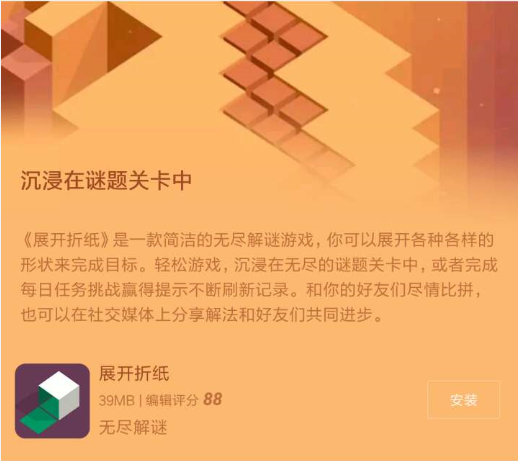 沉浸在谜题关卡中
《展开折纸》是一款简洁的无尽解谜游戏，你可以展开各种各样的
形状来完成目标。轻松游戏，沉浸在无尽的谜题关卡中，或者完成
每日任务挑战赢得提示不断刷新记录。和你的好友们尽情比拼，
也可以在社交媒体上分享解法和好友们共同进步。
展开折纸
39MB | 编辑评分 88
安装
无尽解谜